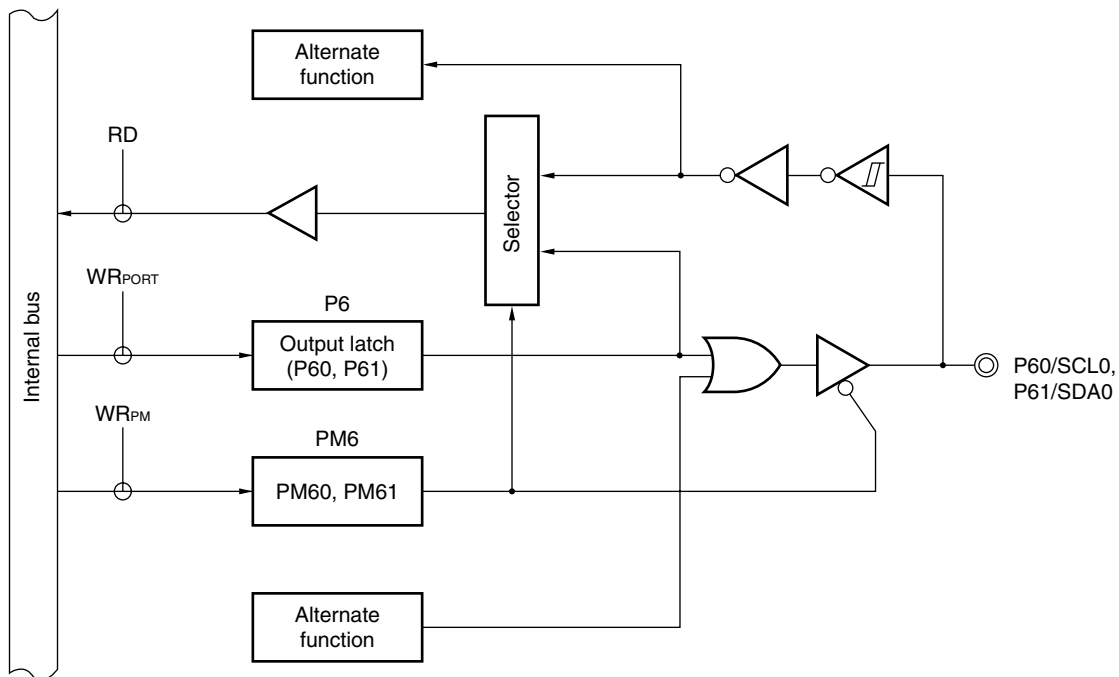 Alternate
function
RD
Selector
WRPORT
P6
Internal bus
Output latch
(P60, P61)
P60/SCL0,
P61/SDA0
WRPM
PM6
PM60, PM61
Alternate
function